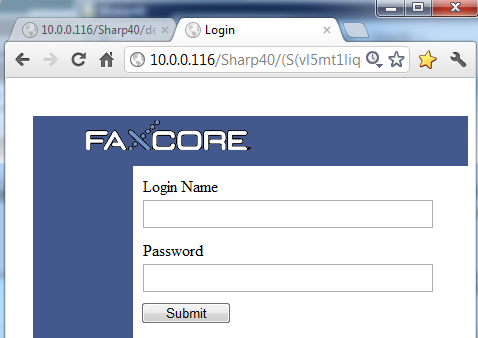 10.0.0.116/Sharp40/de
Login
10.0.0.116/Sharp40/(S(vl5mt1liq
FAXCORE
Login Name
Password
Submit